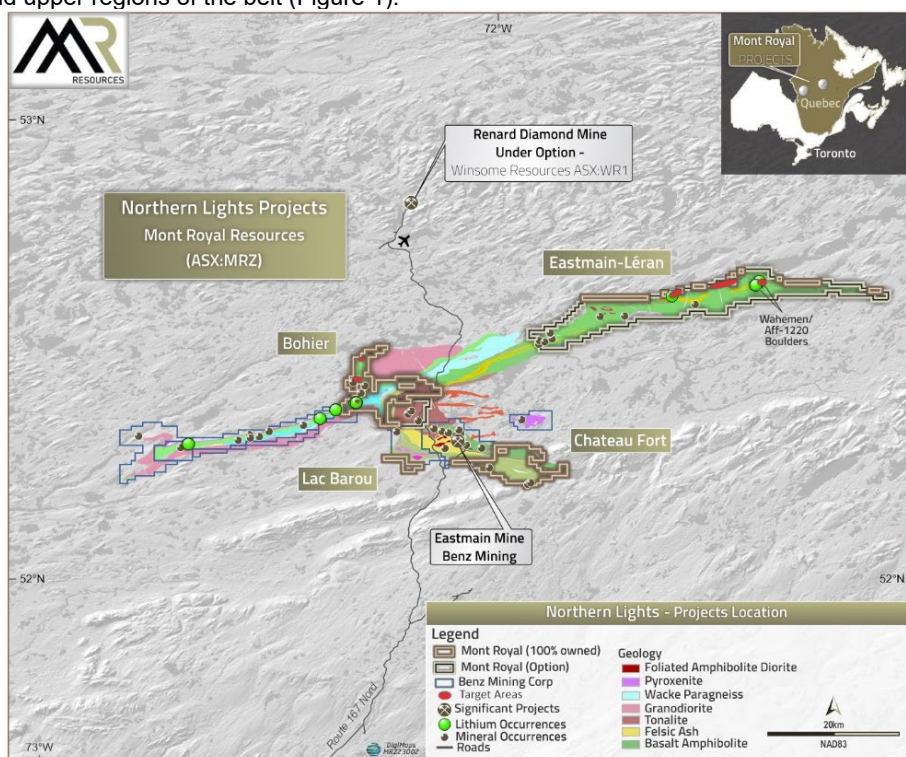 nd upper regions of the belt (Figure 1).
MR
RESOURCES
72°W
53°N
Mont Royal
PROJECTS
Quebec
Toronto
Renard Diamond Mine
Under Option -
Winsome Resources ASX:WR1
Northern Lights Projects
Mont Royal Resources
(ASX:MRZ)
Eastmain-Léran
Wahemen/
Aff-1220
Boulders
Bohier
Chateau Fort
Lac Barou
Eastmain Mine
Benz Mining
52°N
52°N
Route 167 Nord
73°W
DigiMaps
MRZ23002
Northern Lights - Projects Location
Legend
Mont Royal (100% owned)
Mont Royal (Option)
Benz Mining Corp
Target Areas
Significant Projects
Lithium Occurrences
Mineral Occurrences
Roads
Geology
Foliated Amphibolite Diorite
Pyroxenite
Wacke Paragneiss
Granodiorite
Tonalite
Felsic Ash
Basalt Amphibolite
20km
NAD83